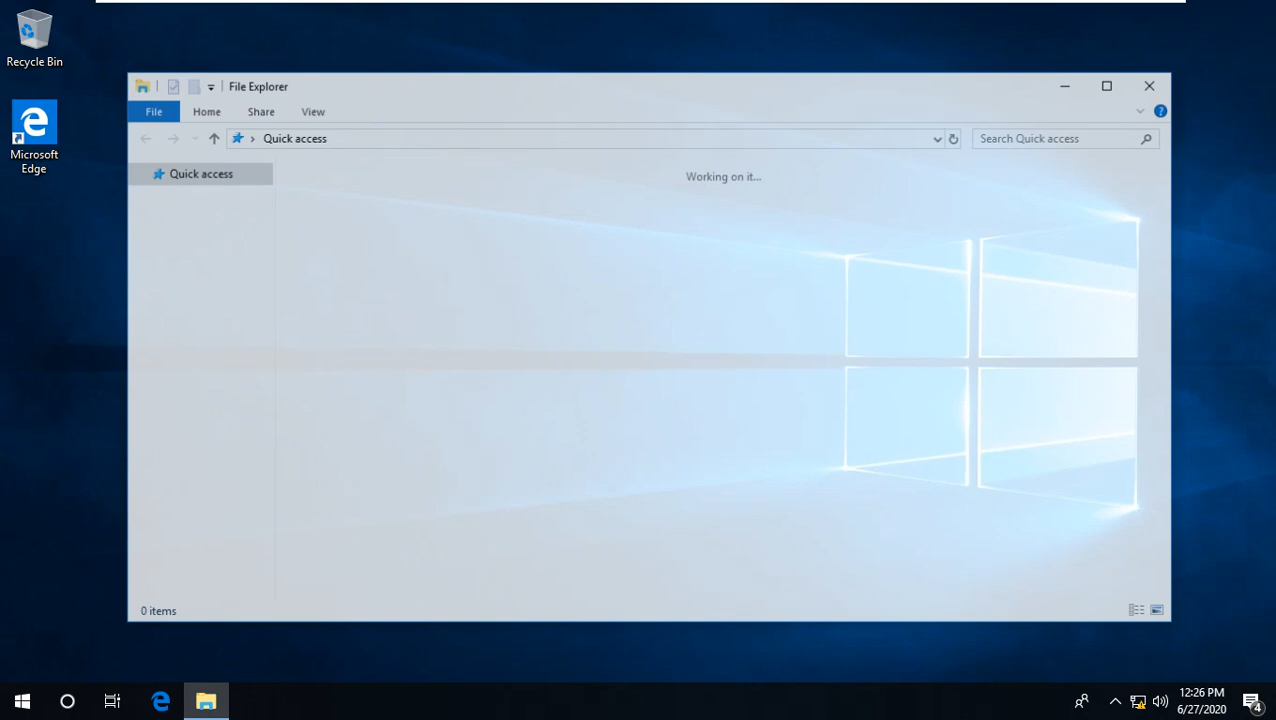 Recycle Bin
Microsoft
Edge
File Explorer
File
Home
Share
View
?
Quick access
Search Quick access
Quick access
Working on it...
0 items
12:26 PM
6/27/2020
4